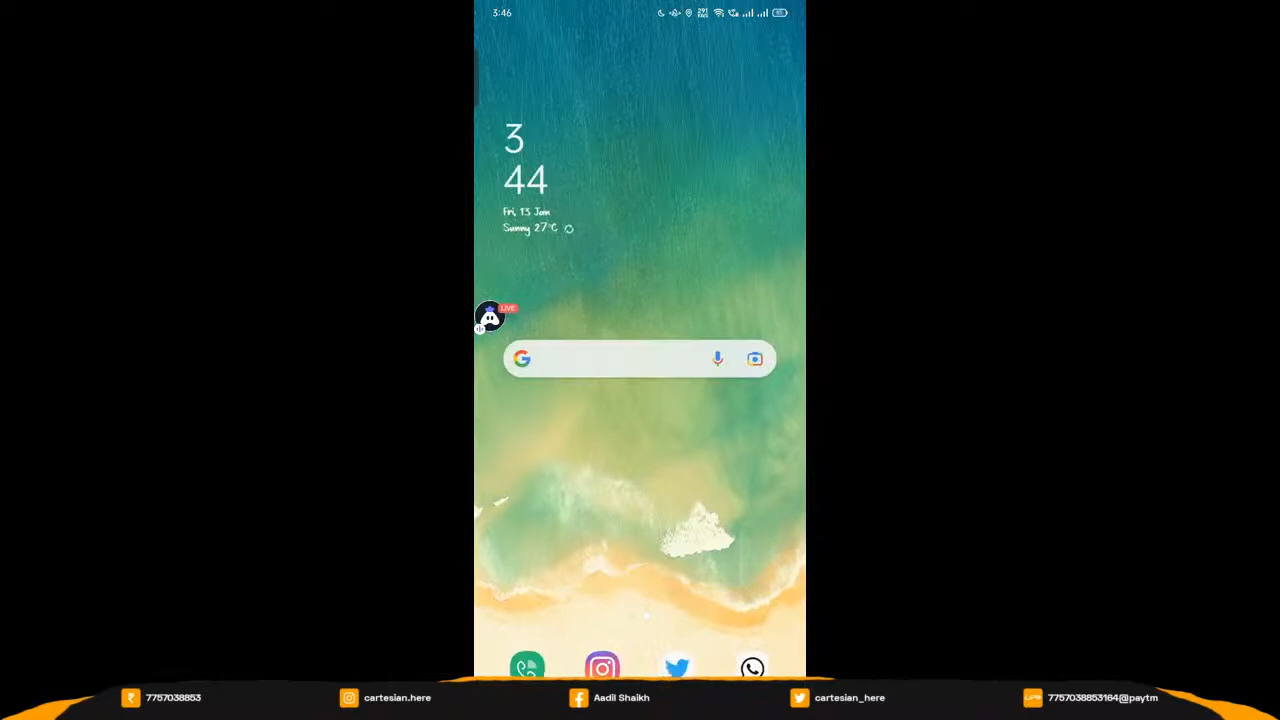 3:46
3
44
Fri, 13 Jan
Sunny 27°C
LIVE
7757038853
cartesian.here
Aadil Shaikh
cartesian_here
7757038853164@paytm